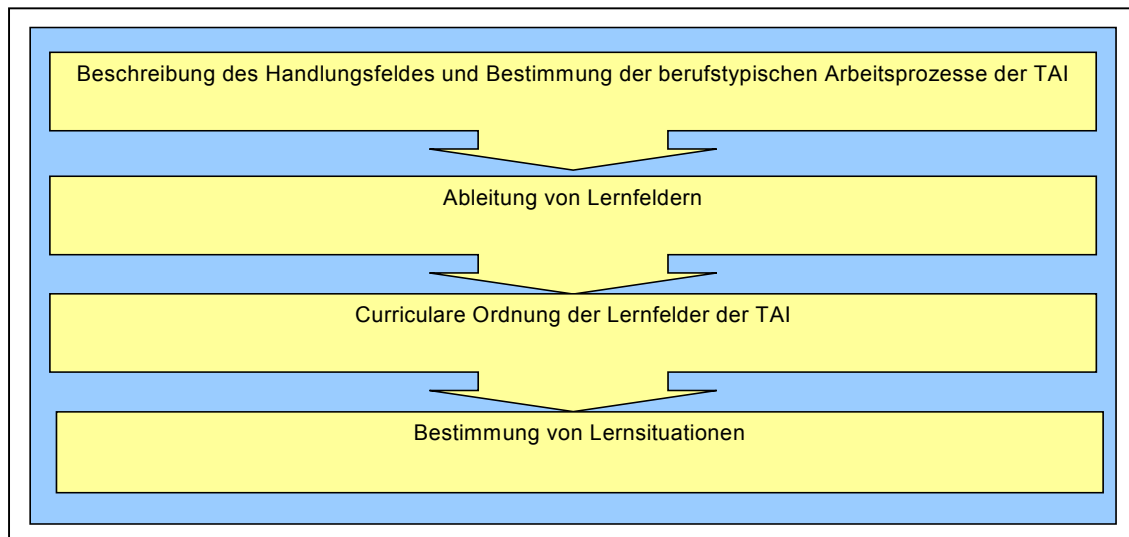 Beschreibung des Handlungsfeldes und Bestimmung der berufstypischen Arbeitsprozesse der TAI
Ableitung von Lernfeldern
Curriculare Ordnung der Lernfelder der TAI
Bestimmung von Lernsituationen